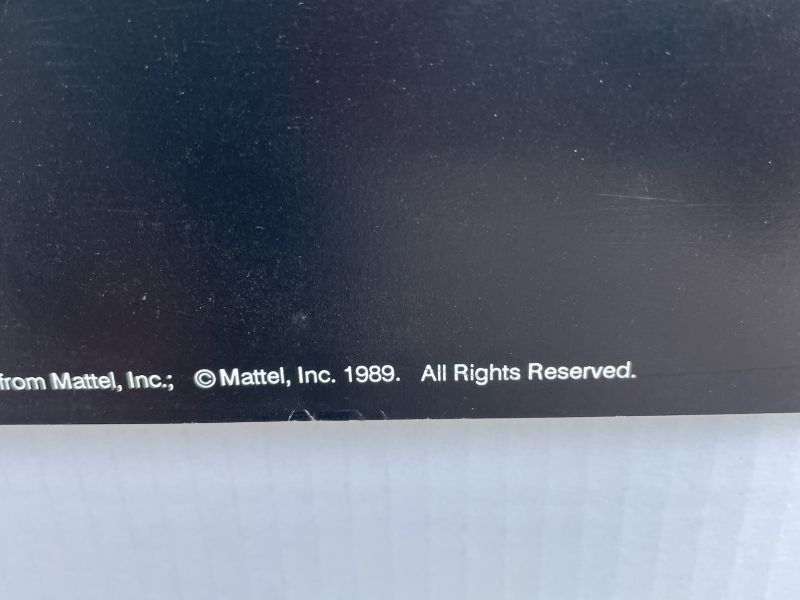 from Mattel, Inc.; © Mattel, Inc. 1989. All Rights Reserved.